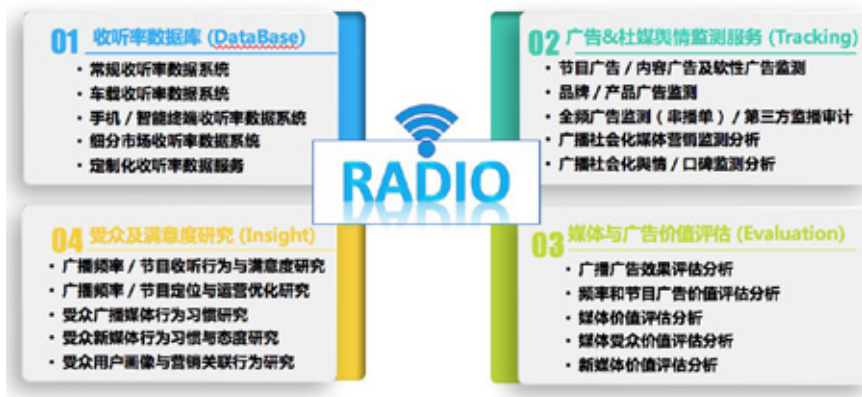 01 收听率数据库 (DataBase)
• 常规收听率数据系统
• 车载收听率数据系统
• 手机 / 智能终端收听率数据系统
• 细分市场收听率数据系统
• 定制化收听率数据服务
02 广告&社媒舆情监测服务 (Tracking)
• 节目广告 / 内容广告及软性广告监测
• 品牌 / 产品广告监测
• 全频广告监测（串播单）/ 第三方监播审计
• 广播社会化媒体营销监测分析
• 广播社会化舆情 / 口碑监测分析
RADIO
04 受众及满意度研究 (Insight)
• 广播频率 / 节目收听行为与满意度研究
• 广播频率 / 节目定位与运营优化研究
• 受众广播媒体行为习惯研究
• 受众新媒体行为习惯与态度研究
• 受众用户画像与营销关联行为研究
03 媒体与广告价值评估 (Evaluation)
• 广播广告效果评估分析
• 频率和节目广告价值评估分析
• 媒体价值评估分析
• 媒体受众价值评估分析
• 新媒体价值评估分析